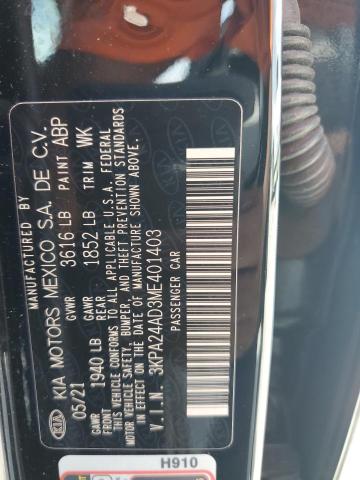 MANUFACTURED BY
KIA KIA MOTORS MEXICO S.A. DE C.V.
05/21 GVWR 3616 LB PAINT ABP
GAWR FRONT 1940 LB GAWR REAR 1852 LB TRIM WK
THIS VEHICLE CONFORMS TO ALL APPLICABLE U.S.A. FEDERAL
MOTOR VEHICLE SAFETY, BUMPER, AND THEFT PREVENTION STANDARDS
IN EFFECT ON THE DATE OF MANUFACTURE SHOWN ABOVE.
V.I.N. 3KPA24AD3ME401403
PASSENGER CAR
H910